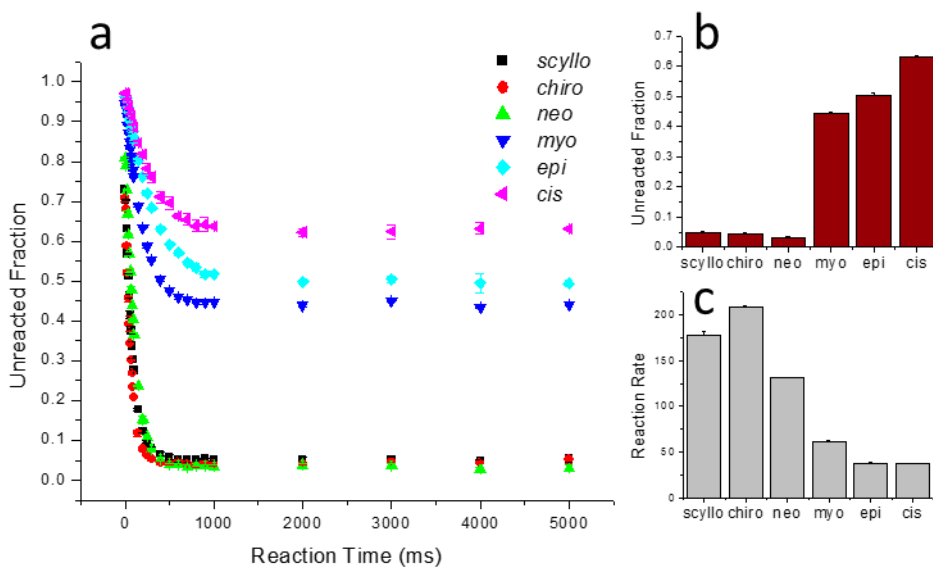 a
scyllo
chiro
neo
myo
epi
cis
Unreacted Fraction
1.0
0.9
0.8
0.7
0.6
0.5
0.4
0.3
0.2
0.1
0.0
0 1000 2000 3000 4000 5000
Reaction Time (ms)
b
Unreacted Fraction
0.7
0.6
0.5
0.4
0.3
0.2
0.1
0.0
scyllo chiro neo myo epi cis
c
Reaction Rate
200
150
100
50
0
scyllo chiro neo myo epi cis